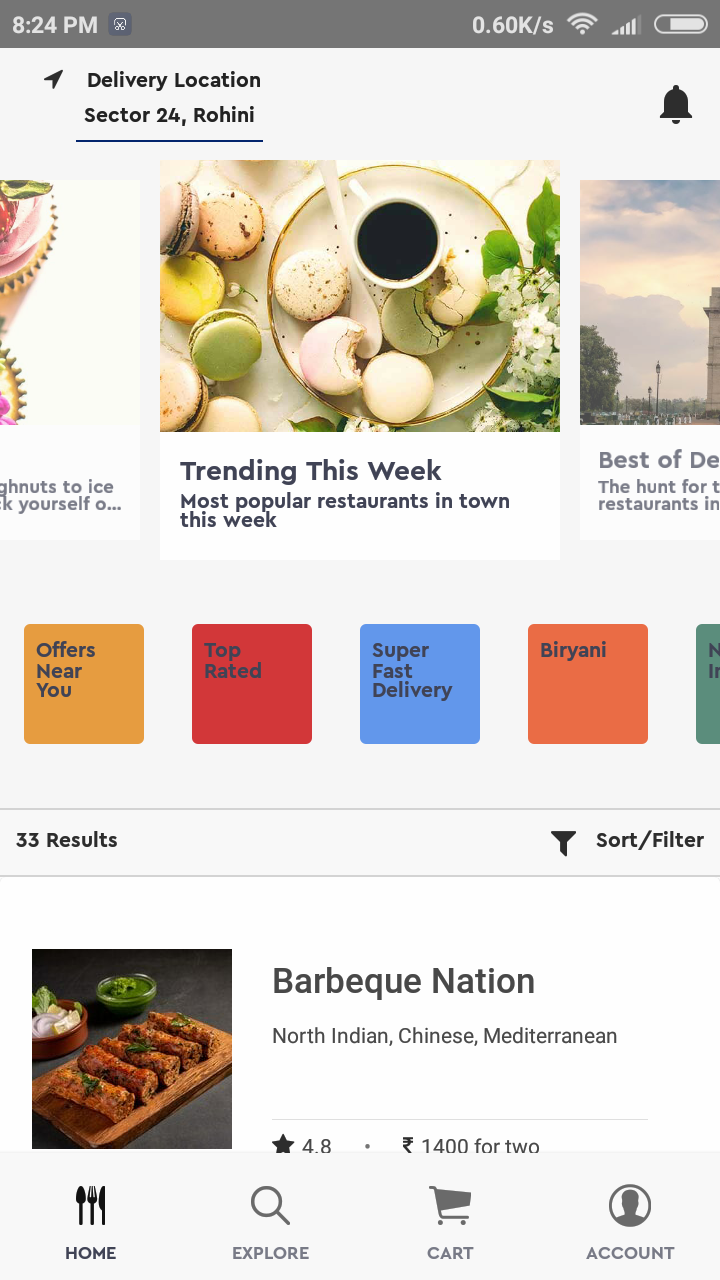 8:24 PM
0.60K/s
Delivery Location
Sector 24, Rohini
ghnuts to ice
ck yourself o...
Trending This Week
Most popular restaurants in town
this week
Best of De
The hunt for t
restaurants in
Offers
Near
You
Top
Rated
Super
Fast
Delivery
Biryani
33 Results
Sort/Filter
Barbeque Nation
North Indian, Chinese, Mediterranean
4.8 • ₹ 1400 for two
HOME
EXPLORE
CART
ACCOUNT